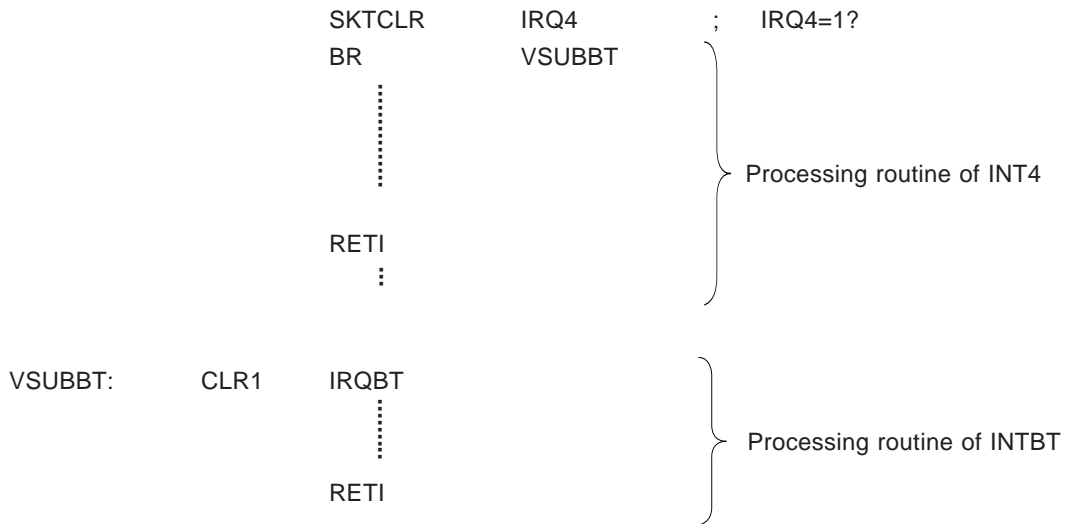 SKTCLR IRQ4 ; IRQ4=1?
BR VSUBBT
Processing routine of INT4
RETI
VSUBBT: CLR1 IRQBT
Processing routine of INTBT
RETI